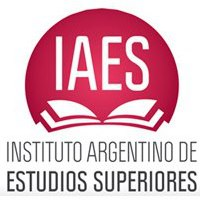 IAES
INSTITUTO ARGENTINO DE
ESTUDIOS SUPERIORES